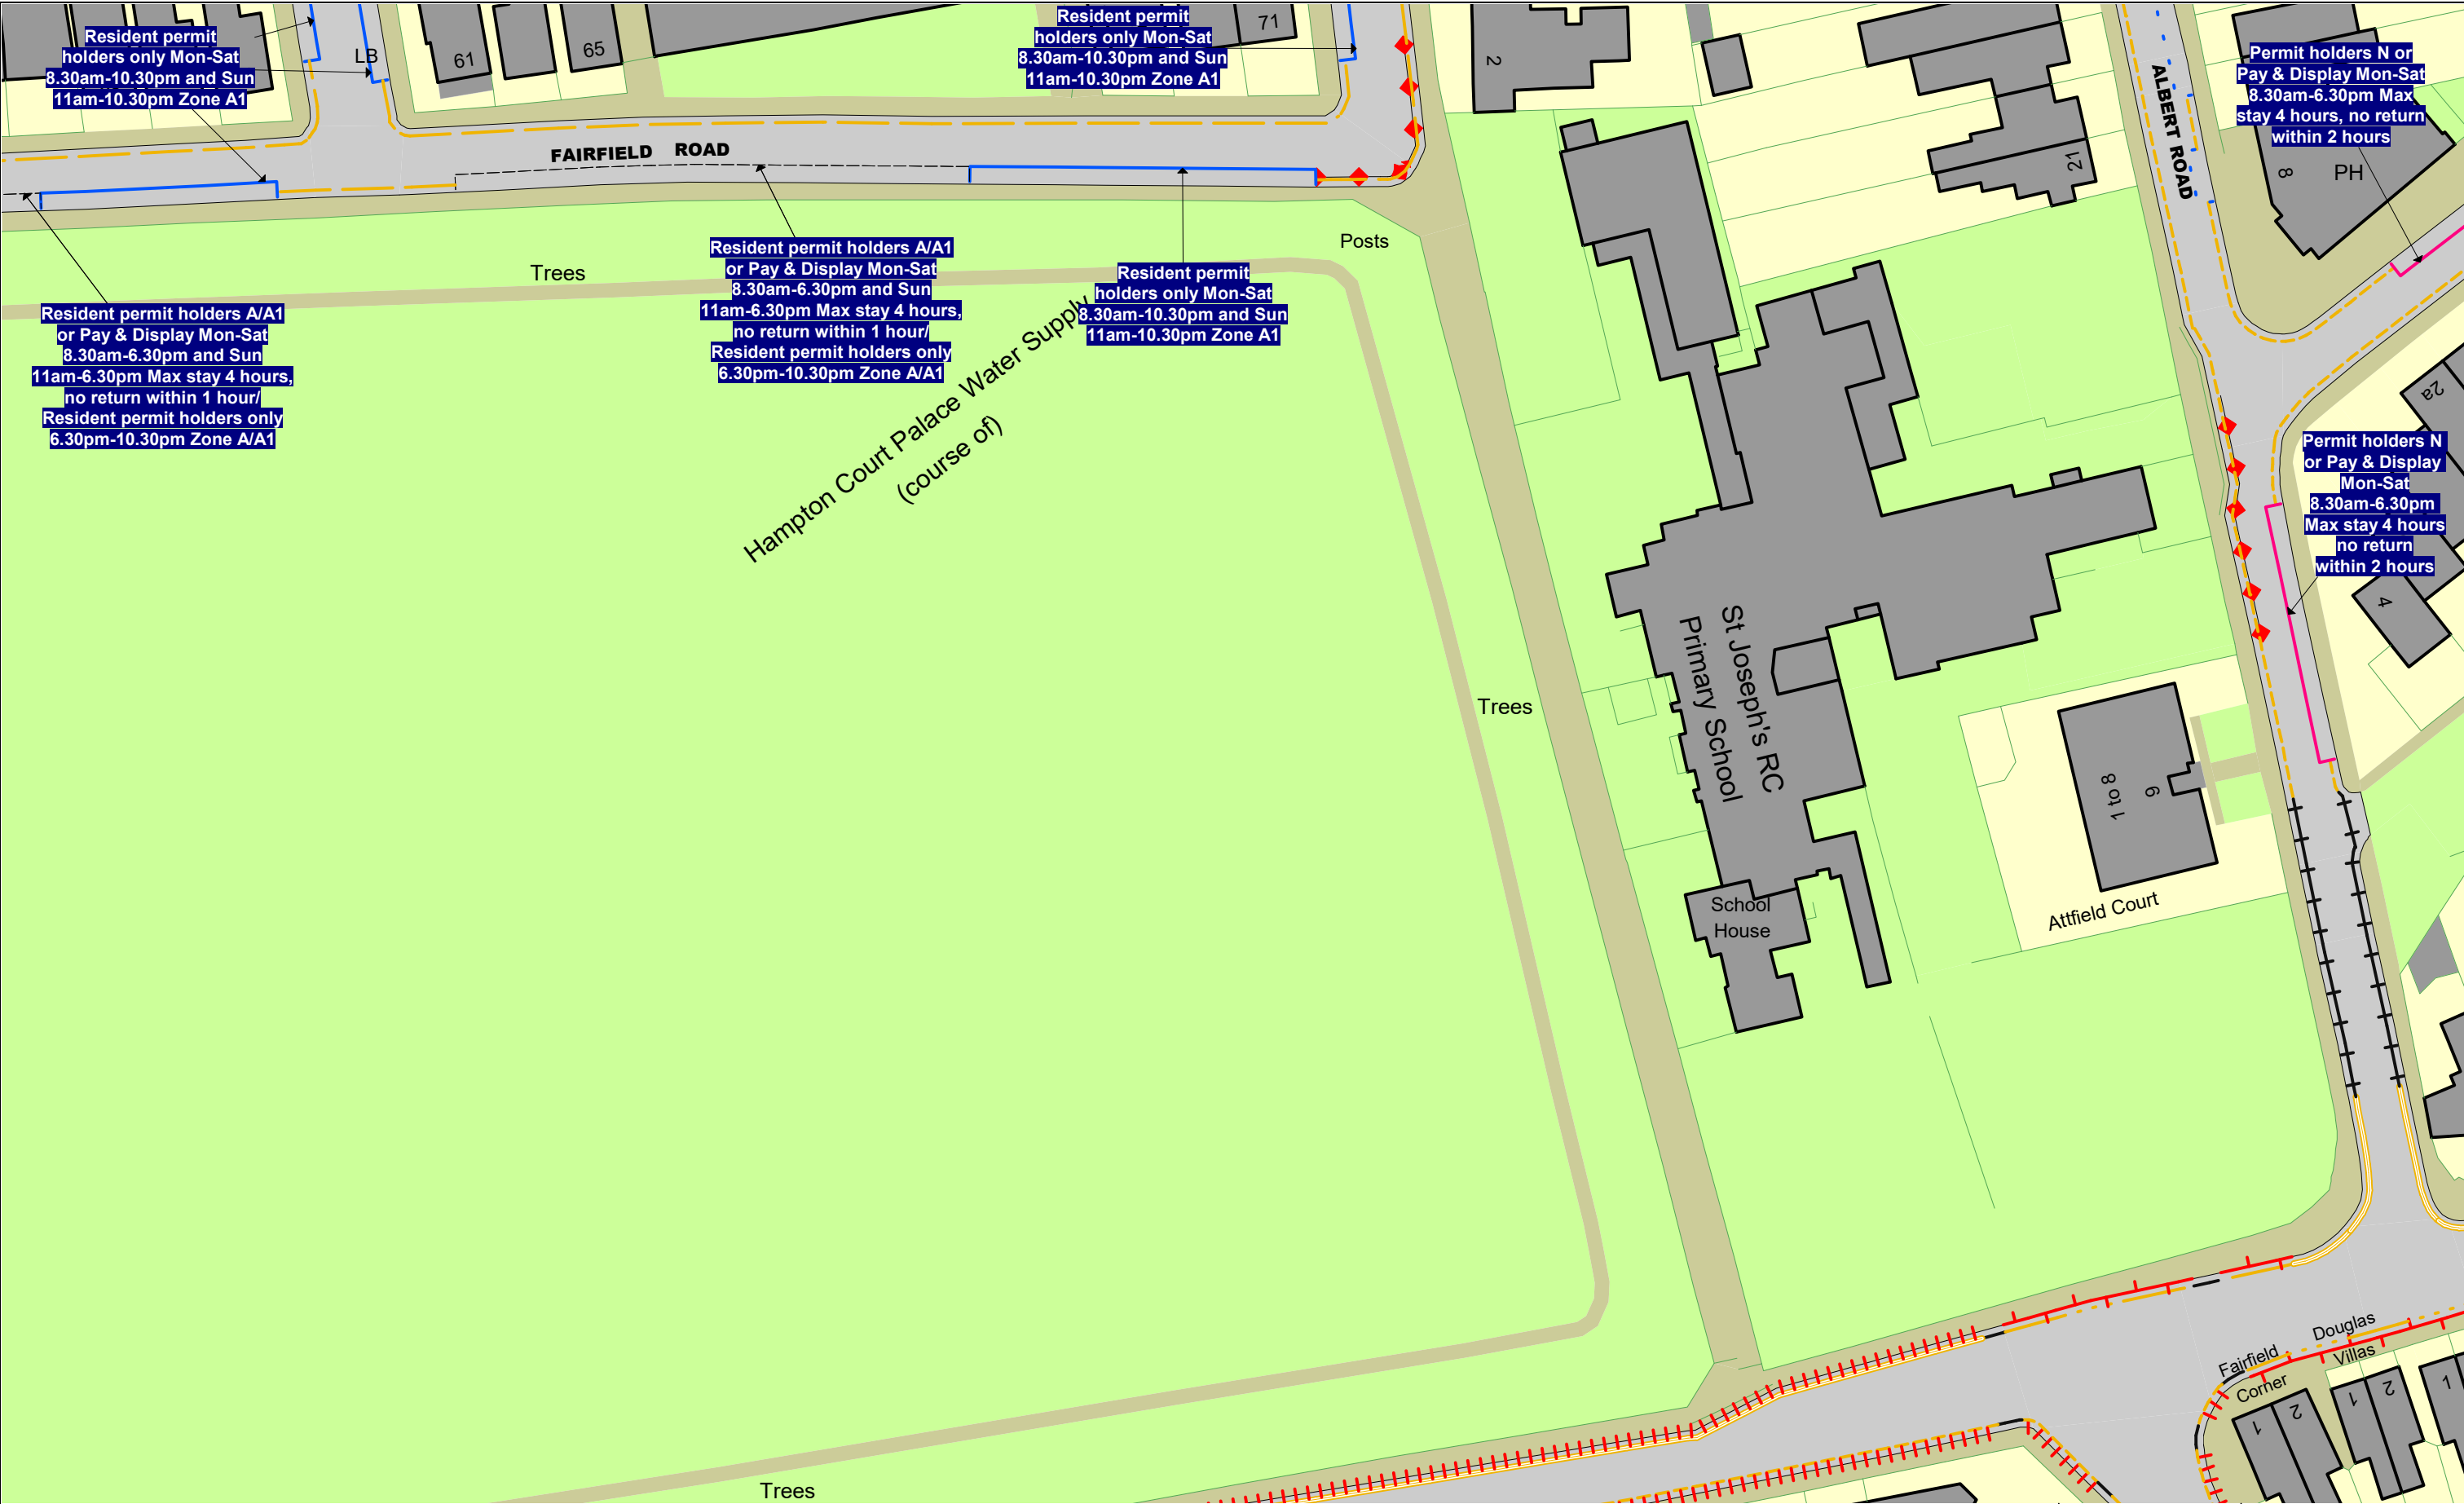 Resident permit
holders only Mon-Sat
8.30am-10.30pm and Sun
11am-10.30pm Zone A1
LB
61
65
Resident permit
holders only Mon-Sat
8.30am-10.30pm and Sun
11am-10.30pm Zone A1
71
2
21
ALBERT ROAD
Permit holders N or
Pay & Display Mon-Sat
8.30am-6.30pm Max
stay 4 hours, no return
within 2 hours
8
PH
FAIRFIELD ROAD
Posts
Trees
Resident permit holders A/A1
or Pay & Display Mon-Sat
8.30am-6.30pm and Sun
11am-6.30pm Max stay 4 hours,
no return within 1 hour/
Resident permit holders only
6.30pm-10.30pm Zone A/A1
Resident permit holders A/A1
or Pay & Display Mon-Sat
8.30am-6.30pm and Sun
11am-6.30pm Max stay 4 hours,
no return within 1 hour/
Resident permit holders only
6.30pm-10.30pm Zone A/A1
Resident permit
holders only Mon-Sat
8.30am-10.30pm and Sun
11am-10.30pm Zone A1
Hampton Court Palace Water Supply
(course of)
2a
Permit holders N
or Pay & Display
Mon-Sat
8.30am-6.30pm
Max stay 4 hours
no return
within 2 hours
4
St Joseph's RC
Primary School
Trees
1 to 8
9
School
House
Attfield Court
Douglas
Villas
Fairfield
Corner
1
2
1
2
1
Trees